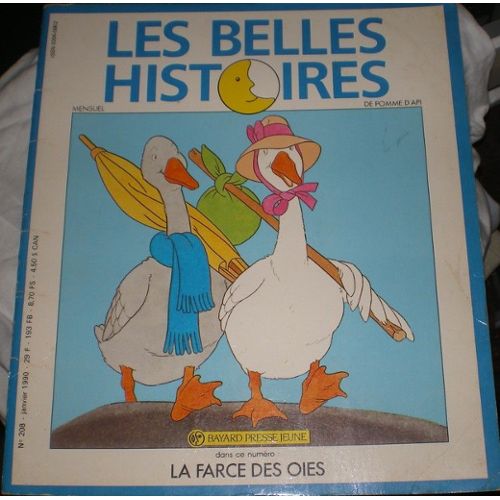 LES BELLES
HISTOIRES
MENSUEL
DE POMME D'API
N° 208 - janvier 1990 - 29 F - 193 FB - 8,70 FS - 4,50 $ CAN
BAYARD PRESSE JEUNE
dans ce numéro
LA FARCE DES OIES